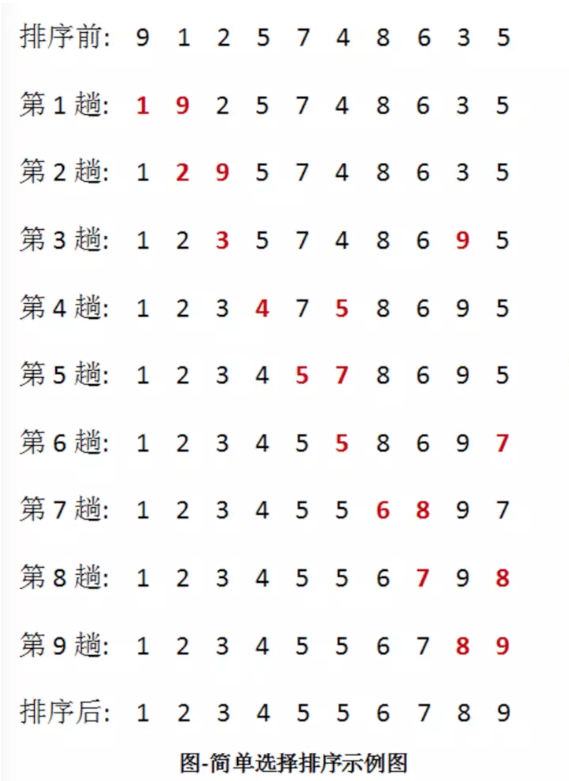 排序前: 9 1 2 5 7 4 8 6 3 5
第1趟: 1 9 2 5 7 4 8 6 3 5
第2趟: 1 2 9 5 7 4 8 6 3 5
第3趟: 1 2 3 5 7 4 8 6 9 5
第4趟: 1 2 3 4 7 5 8 6 9 5
第5趟: 1 2 3 4 5 7 8 6 9 5
第6趟: 1 2 3 4 5 5 8 6 9 7
第7趟: 1 2 3 4 5 5 6 8 9 7
第8趟: 1 2 3 4 5 5 6 7 9 8
第9趟: 1 2 3 4 5 5 6 7 8 9
排序后: 1 2 3 4 5 5 6 7 8 9
图-简单选择排序示例图